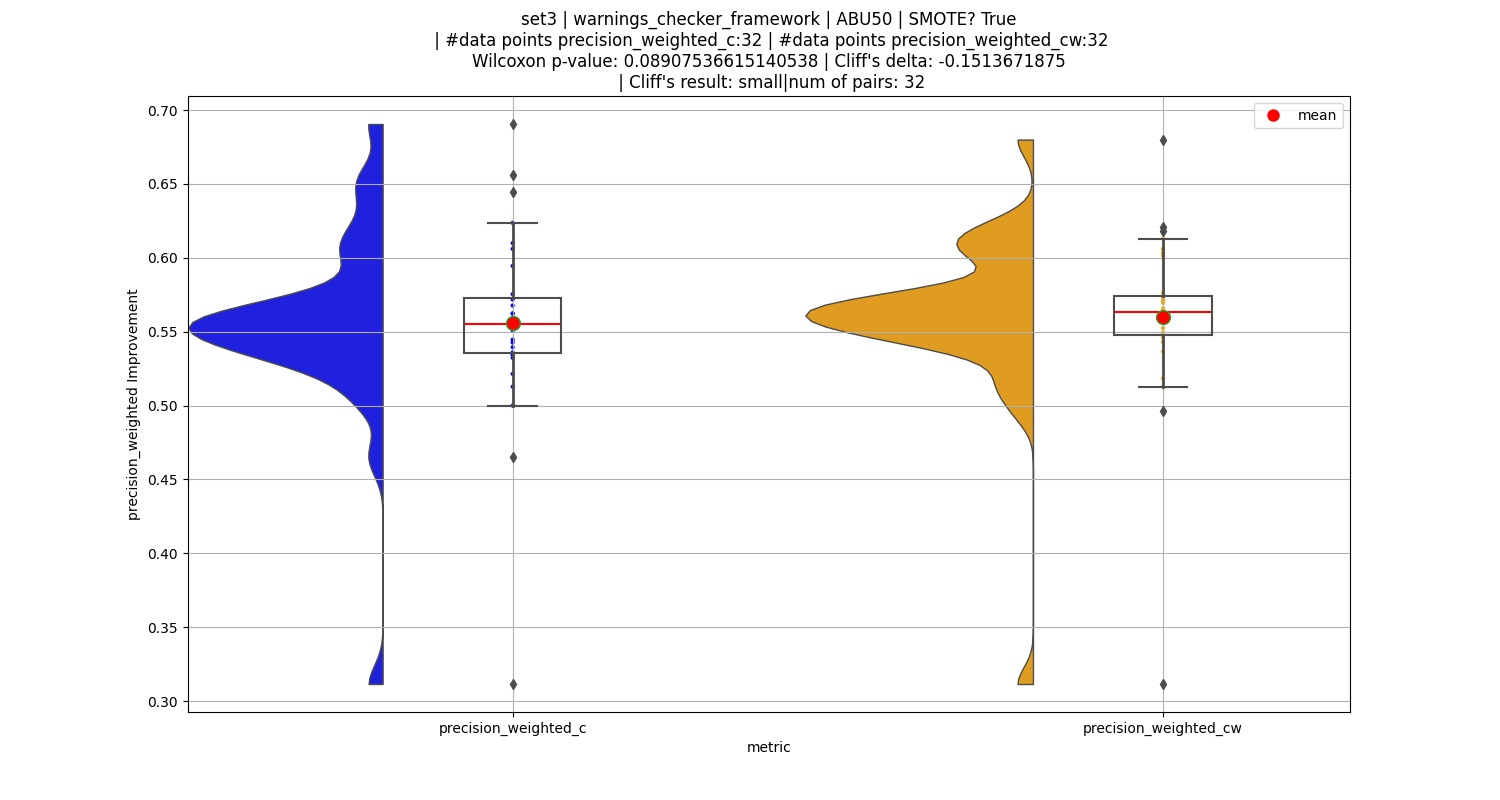 set3 | warnings_checker_framework | ABU50 | SMOTE? True
| #data points precision_weighted_c:32 | #data points precision_weighted_cw:32
Wilcoxon p-value: 0.08907536615140538 | Cliff's delta: -0.1513671875
| Cliff's result: small|num of pairs: 32
mean
0.70
0.65
0.60
0.55
0.50
0.45
0.40
0.35
0.30
precision_weighted Improvement
precision_weighted_c
precision_weighted_cw
metric